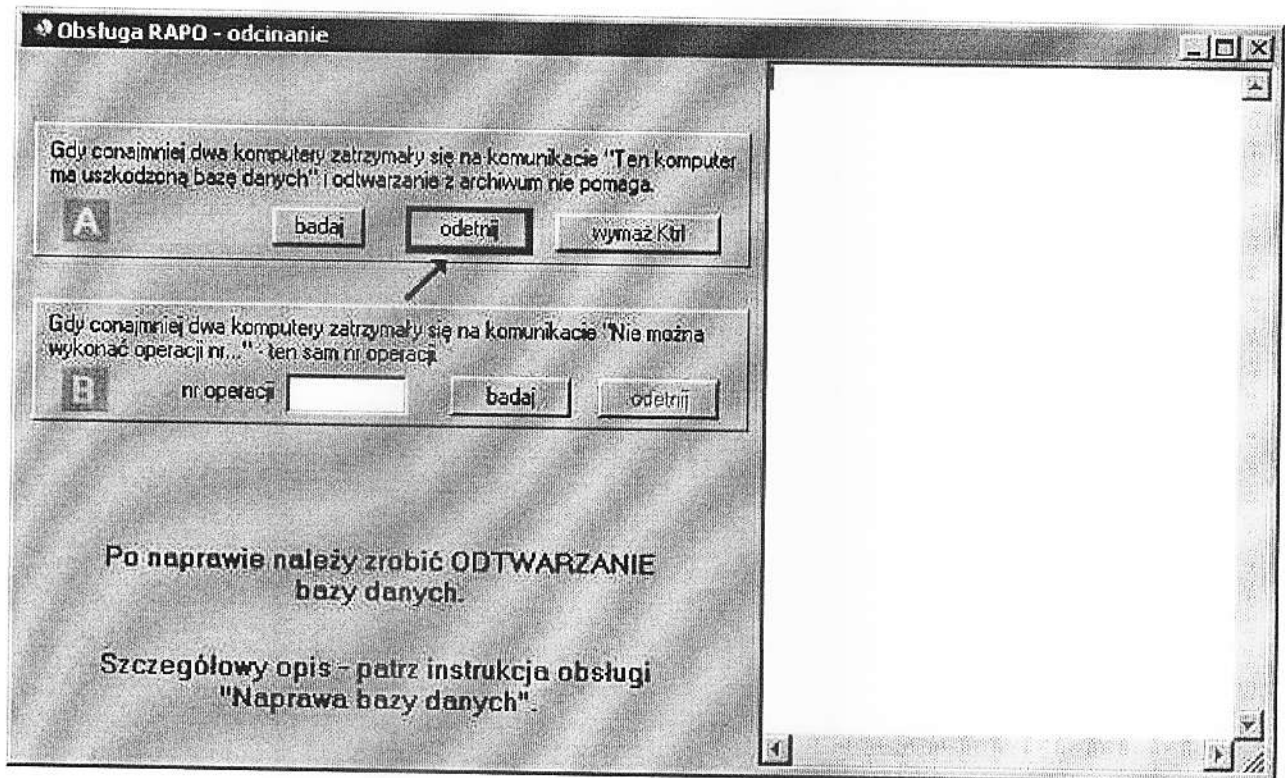 Obsługa RAPO - odcinanie
Gdy conajmniej dwa komputery zatrzymały się na komunikacie "Ten komputer
ma uszkodzoną bazę danych" i odtwarzanie z archiwum nie pomaga.
A
badaj
odetnij
wymaż Ktrl
Gdy conajmniej dwa komputery zatrzymały się na komunikacie "Nie można
wykonać operacji nr..." - ten sam nr operacji.
B
nr operacji
badaj
odetnij
Po naprawie należy zrobić ODTWARZANIE
bazy danych.
Szczegółowy opis - patrz instrukcja obsługi
"Naprawa bazy danych".